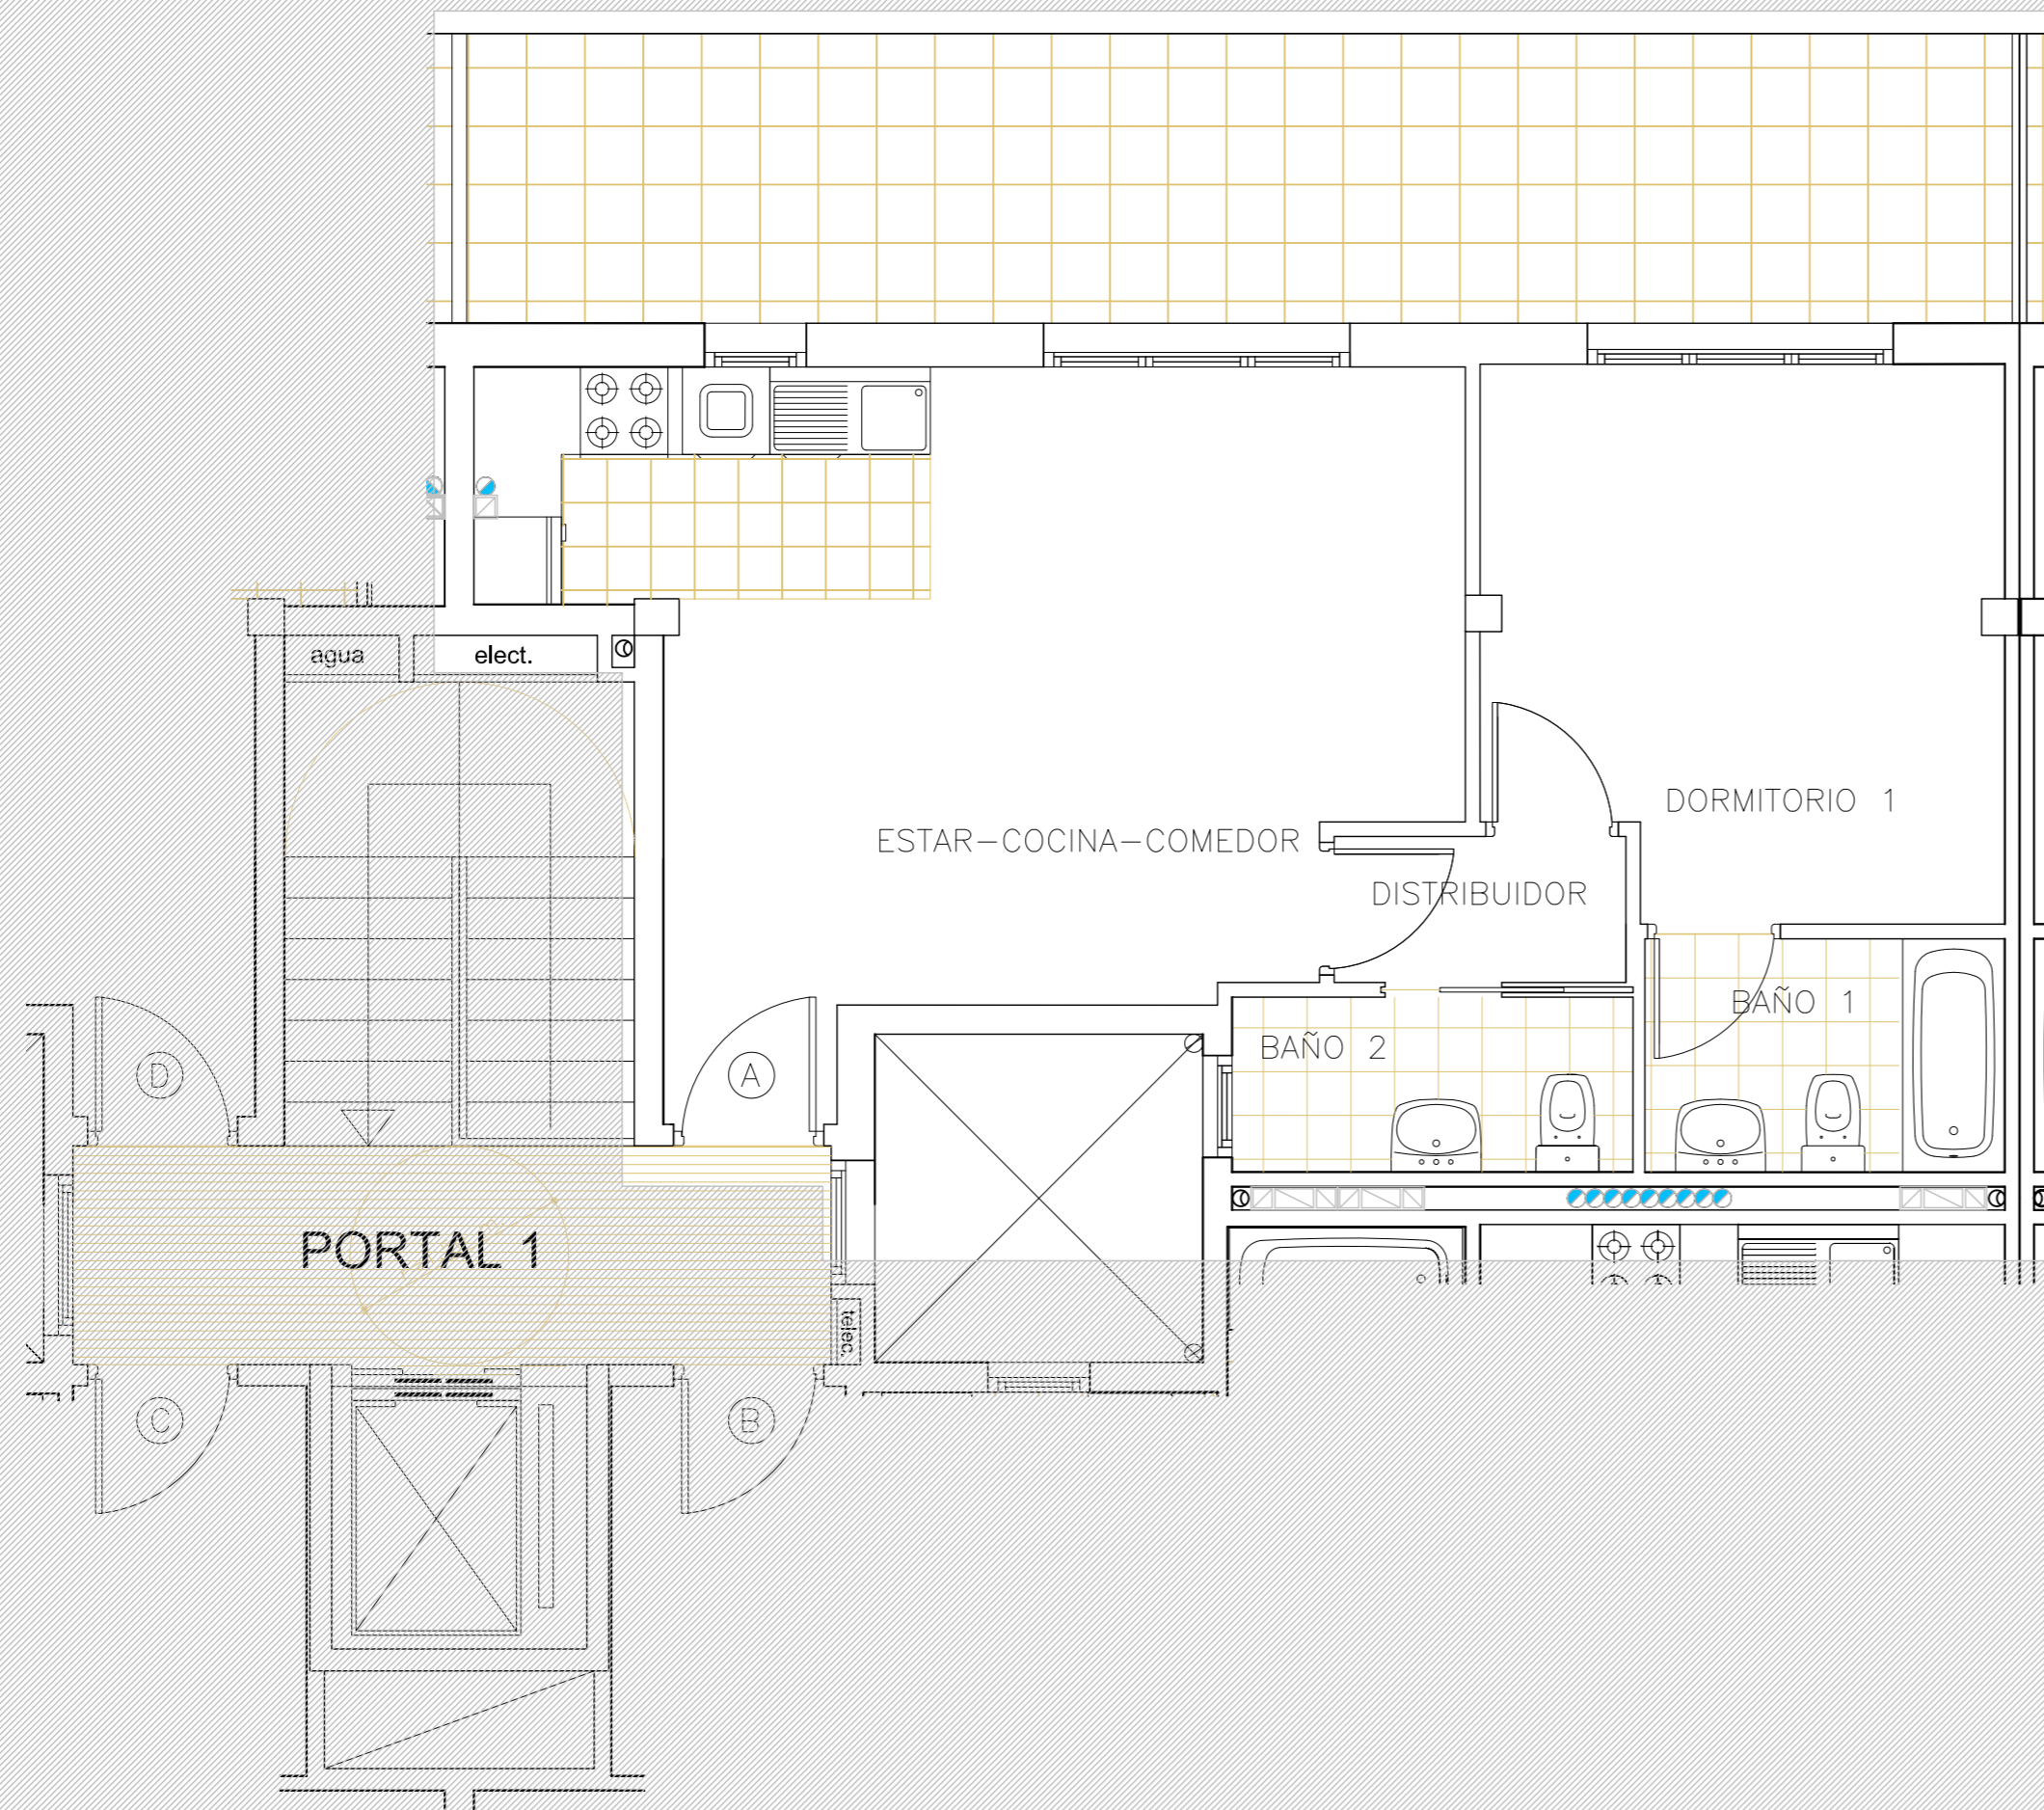 agua
elect.
DORMITORIO 1
ESTAR-COCINA-COMEDOR
DISTRIBUIDOR
BAÑO 1
BAÑO 2
D
A
PORTAL 1
telec.
C
B